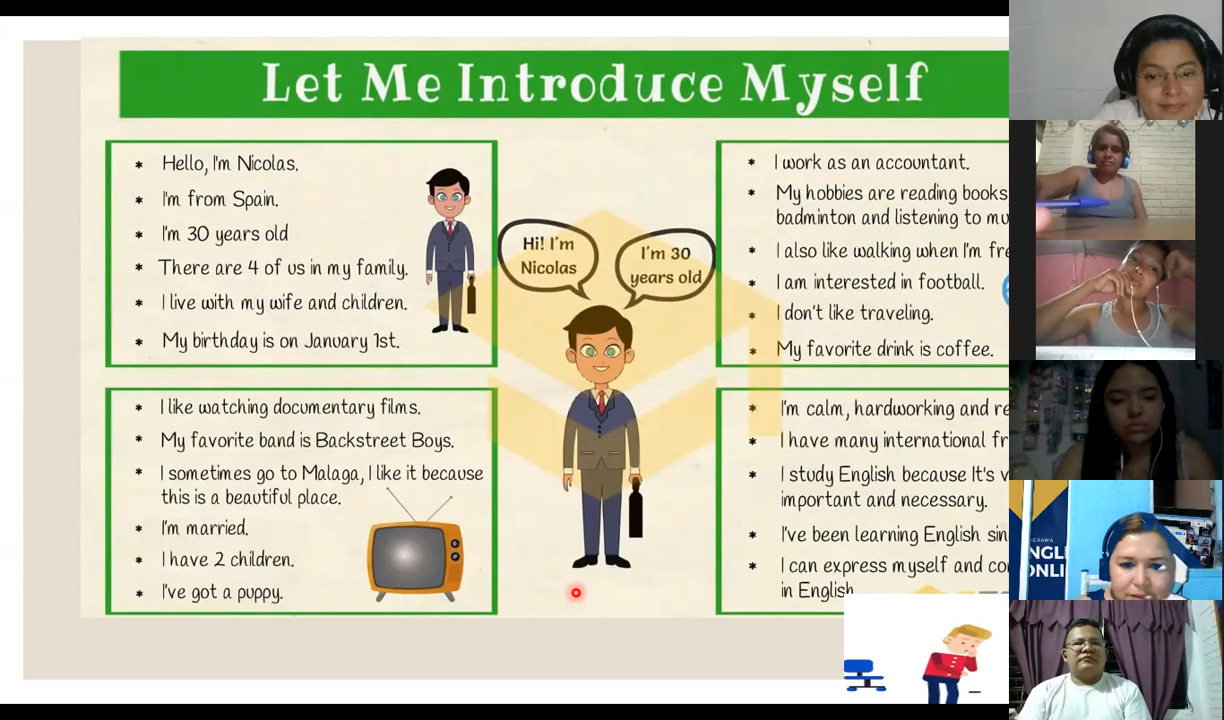 Let Me Introduce Myself
* Hello, I'm Nicolas.
* I'm from Spain.
* I'm 30 years old
* There are 4 of us in my family.
* I live with my wife and children.
* My birthday is on January 1st.
Hi! I'm
Nicolas
I'm 30
years old
* I work as an accountant.
* My hobbies are reading books
badminton and listening to
* I also like walking when I'm
* I am interested in football.
* I don't like traveling.
* My favorite drink is coffee.
* I like watching documentary films.
* My favorite band is Backstreet Boys.
* I sometimes go to Malaga, I like it because
this is a beautiful place.
* I'm married.
* I have 2 children.
* I've got a puppy.
* I'm calm, hardworking and
* I have many international
* I study English because It's
important and necessary.
* I've been learning English
* I can express myself and
in English